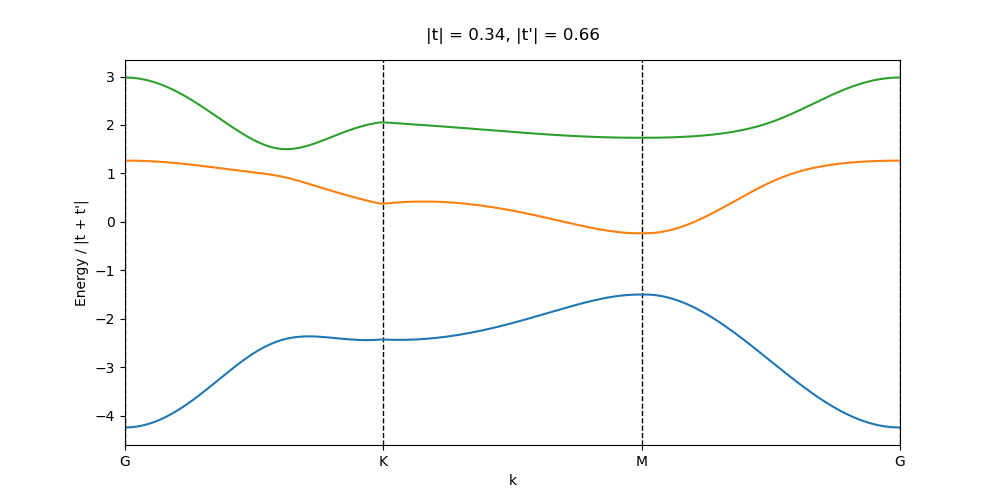 |t| = 0.34, |t'| = 0.66
3
2
1
0
−1
−2
−3
−4
Energy / |t + t'|
G K M G
k